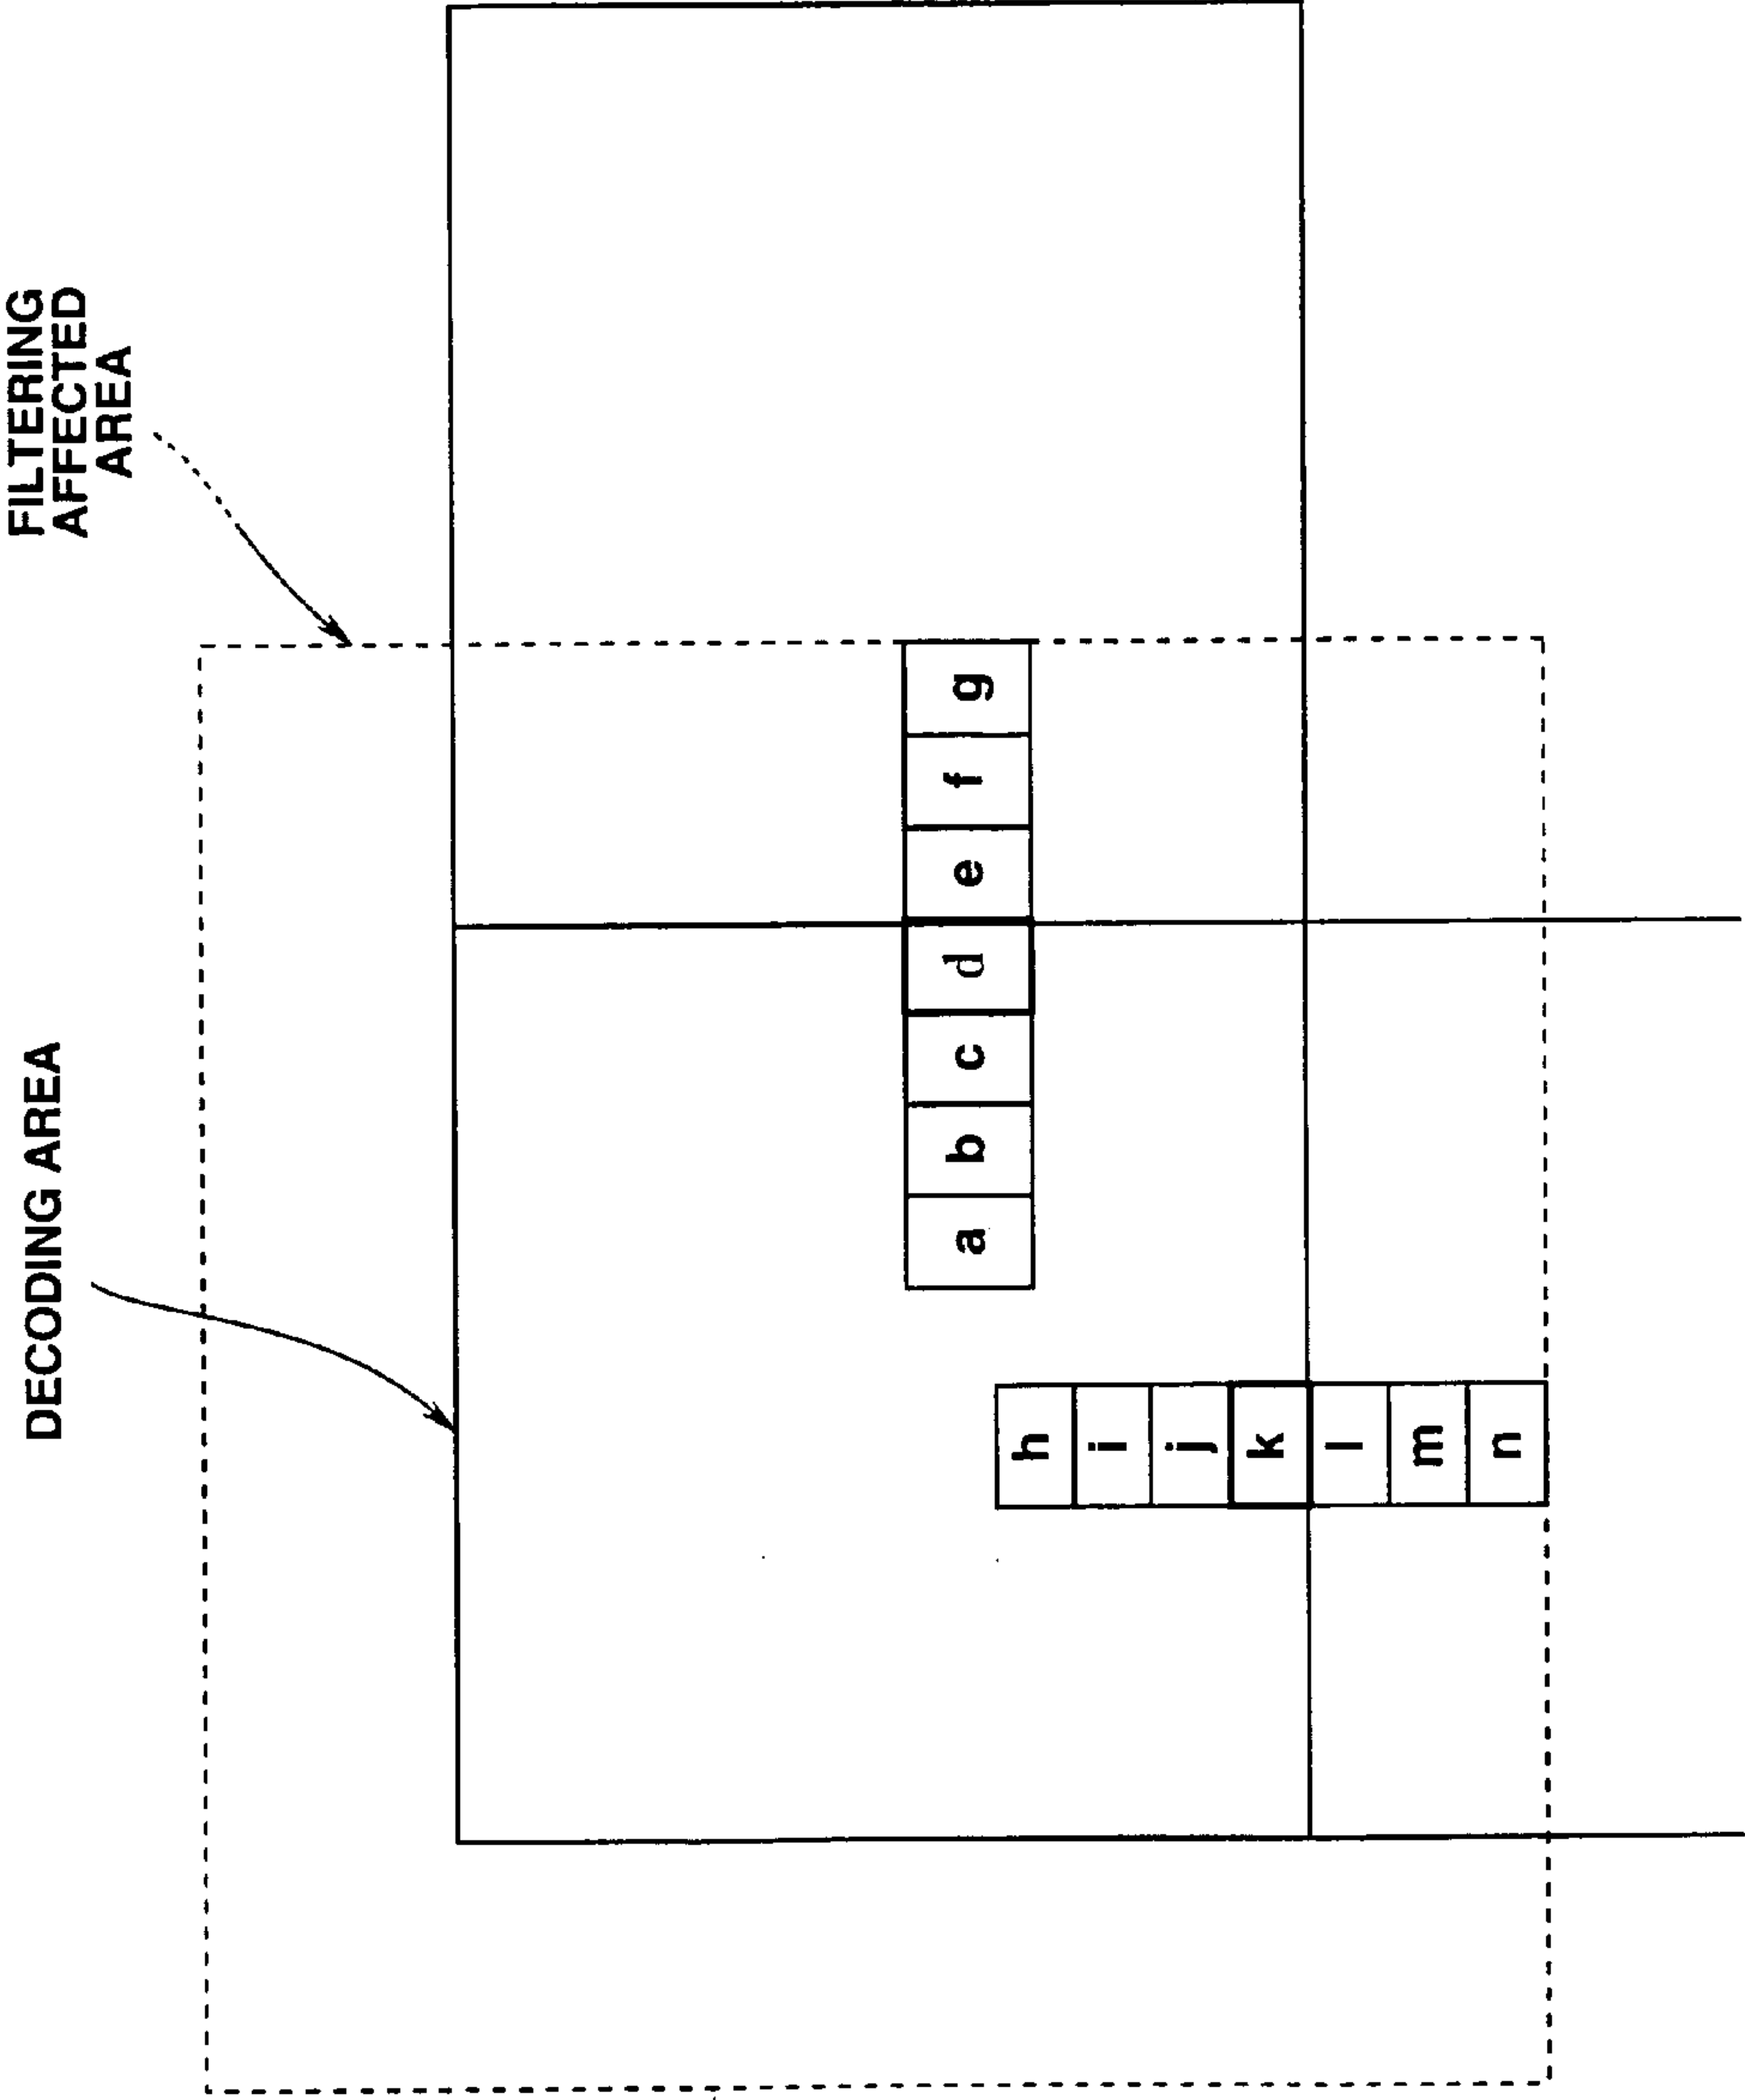 DECODING AREA
FILTERING
AFFECTED
AREA
a b c d e f g
h
i
j
k
l
m
n